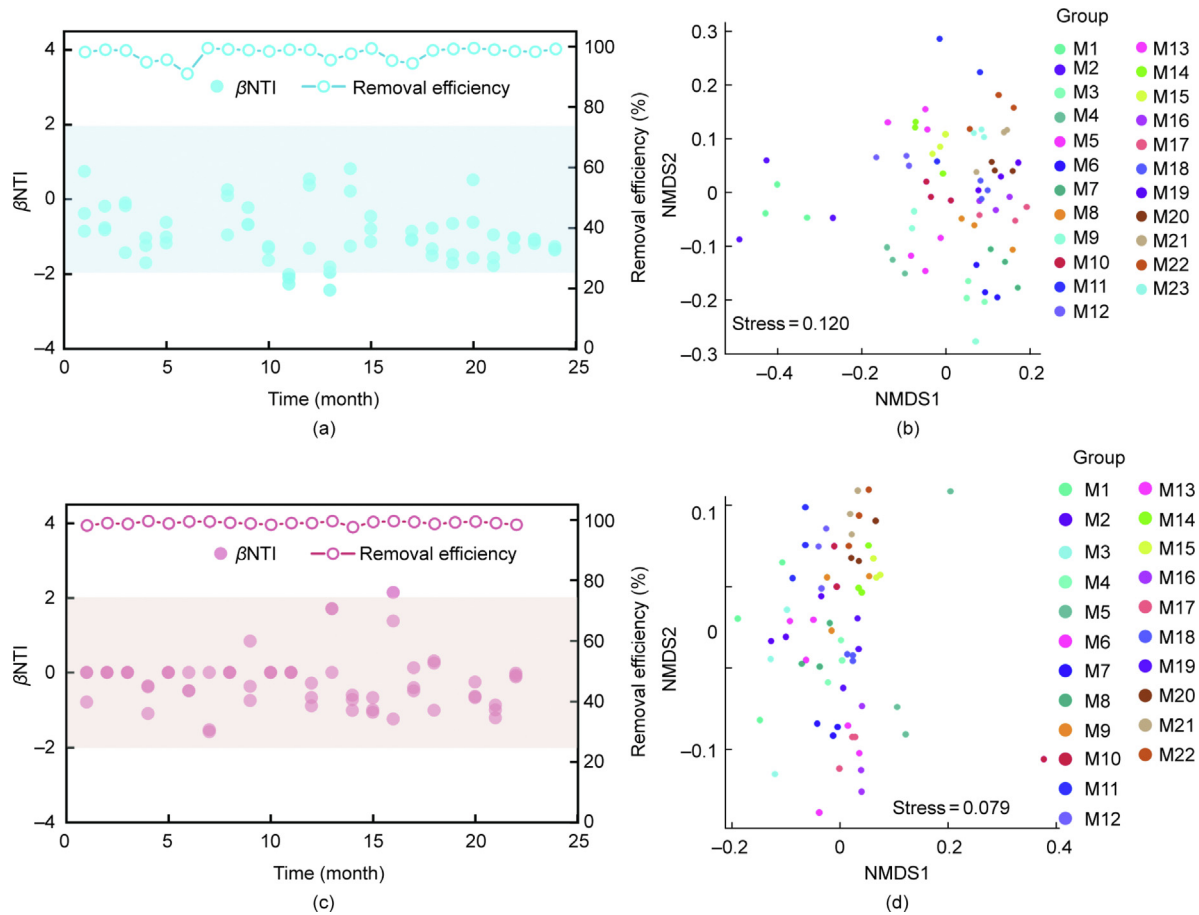 4
2
0
−2
−4
βNTI
100
80
60
40
20
0
Removal efficiency (%)
βNTI
Removal efficiency
0
5
10
15
20
25
Time (month)
(a)
0.3
0.2
0.1
0
−0.1
−0.2
−0.3
NMDS2
Stress = 0.120
−0.4
−0.2
0
0.2
NMDS1
(b)
Group
M1
M2
M3
M4
M5
M6
M7
M8
M9
M10
M11
M12
M13
M14
M15
M16
M17
M18
M19
M20
M21
M22
M23
4
2
0
−2
−4
βNTI
100
80
60
40
20
0
Removal efficiency (%)
βNTI
Removal efficiency
0
5
10
15
20
25
Time (month)
(c)
0.1
0
−0.1
NMDS2
Stress = 0.079
−0.2
0
0.2
0.4
NMDS1
(d)
Group
M1
M2
M3
M4
M5
M6
M7
M8
M9
M10
M11
M12
M13
M14
M15
M16
M17
M18
M19
M20
M21
M22